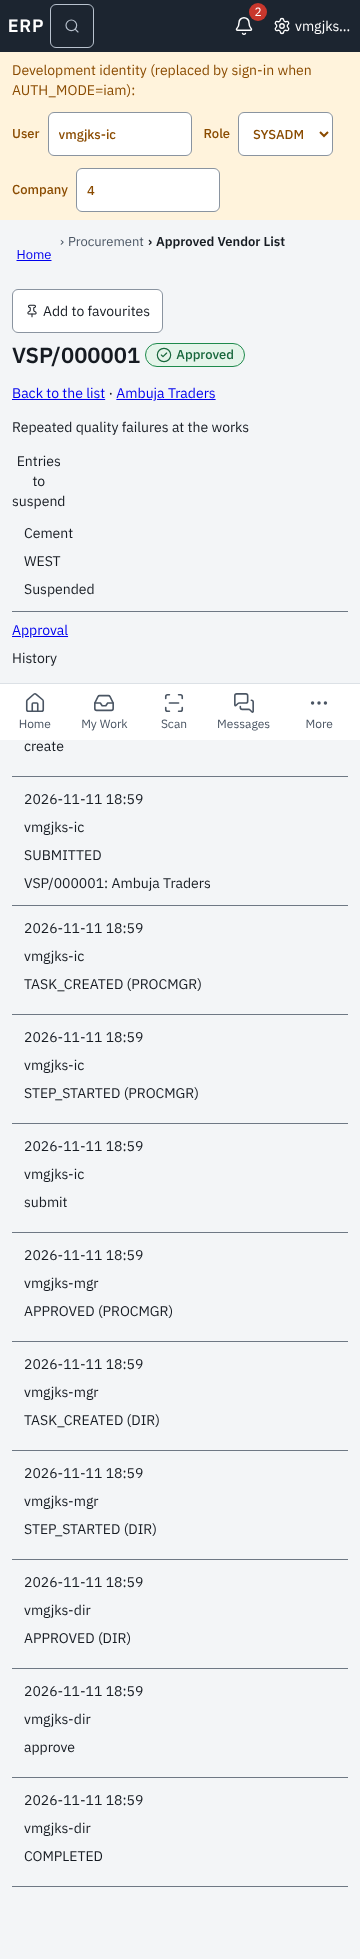 ERP
2
vmgjks...
Development identity (replaced by sign-in when
AUTH_MODE=iam):
User vmgjks-ic Role SYSADM
Company 4
Home › Procurement › Approved Vendor List
Add to favourites
VSP/000001 Approved
Back to the list · Ambuja Traders
Repeated quality failures at the works
Entries
to
suspend
Cement
WEST
Suspended
Approval
History
Home My Work Scan Messages More
create
2026-11-11 18:59
vmgjks-ic
SUBMITTED
VSP/000001: Ambuja Traders
2026-11-11 18:59
vmgjks-ic
TASK_CREATED (PROCMGR)
2026-11-11 18:59
vmgjks-ic
STEP_STARTED (PROCMGR)
2026-11-11 18:59
vmgjks-ic
submit
2026-11-11 18:59
vmgjks-mgr
APPROVED (PROCMGR)
2026-11-11 18:59
vmgjks-mgr
TASK_CREATED (DIR)
2026-11-11 18:59
vmgjks-mgr
STEP_STARTED (DIR)
2026-11-11 18:59
vmgjks-dir
APPROVED (DIR)
2026-11-11 18:59
vmgjks-dir
approve
2026-11-11 18:59
vmgjks-dir
COMPLETED